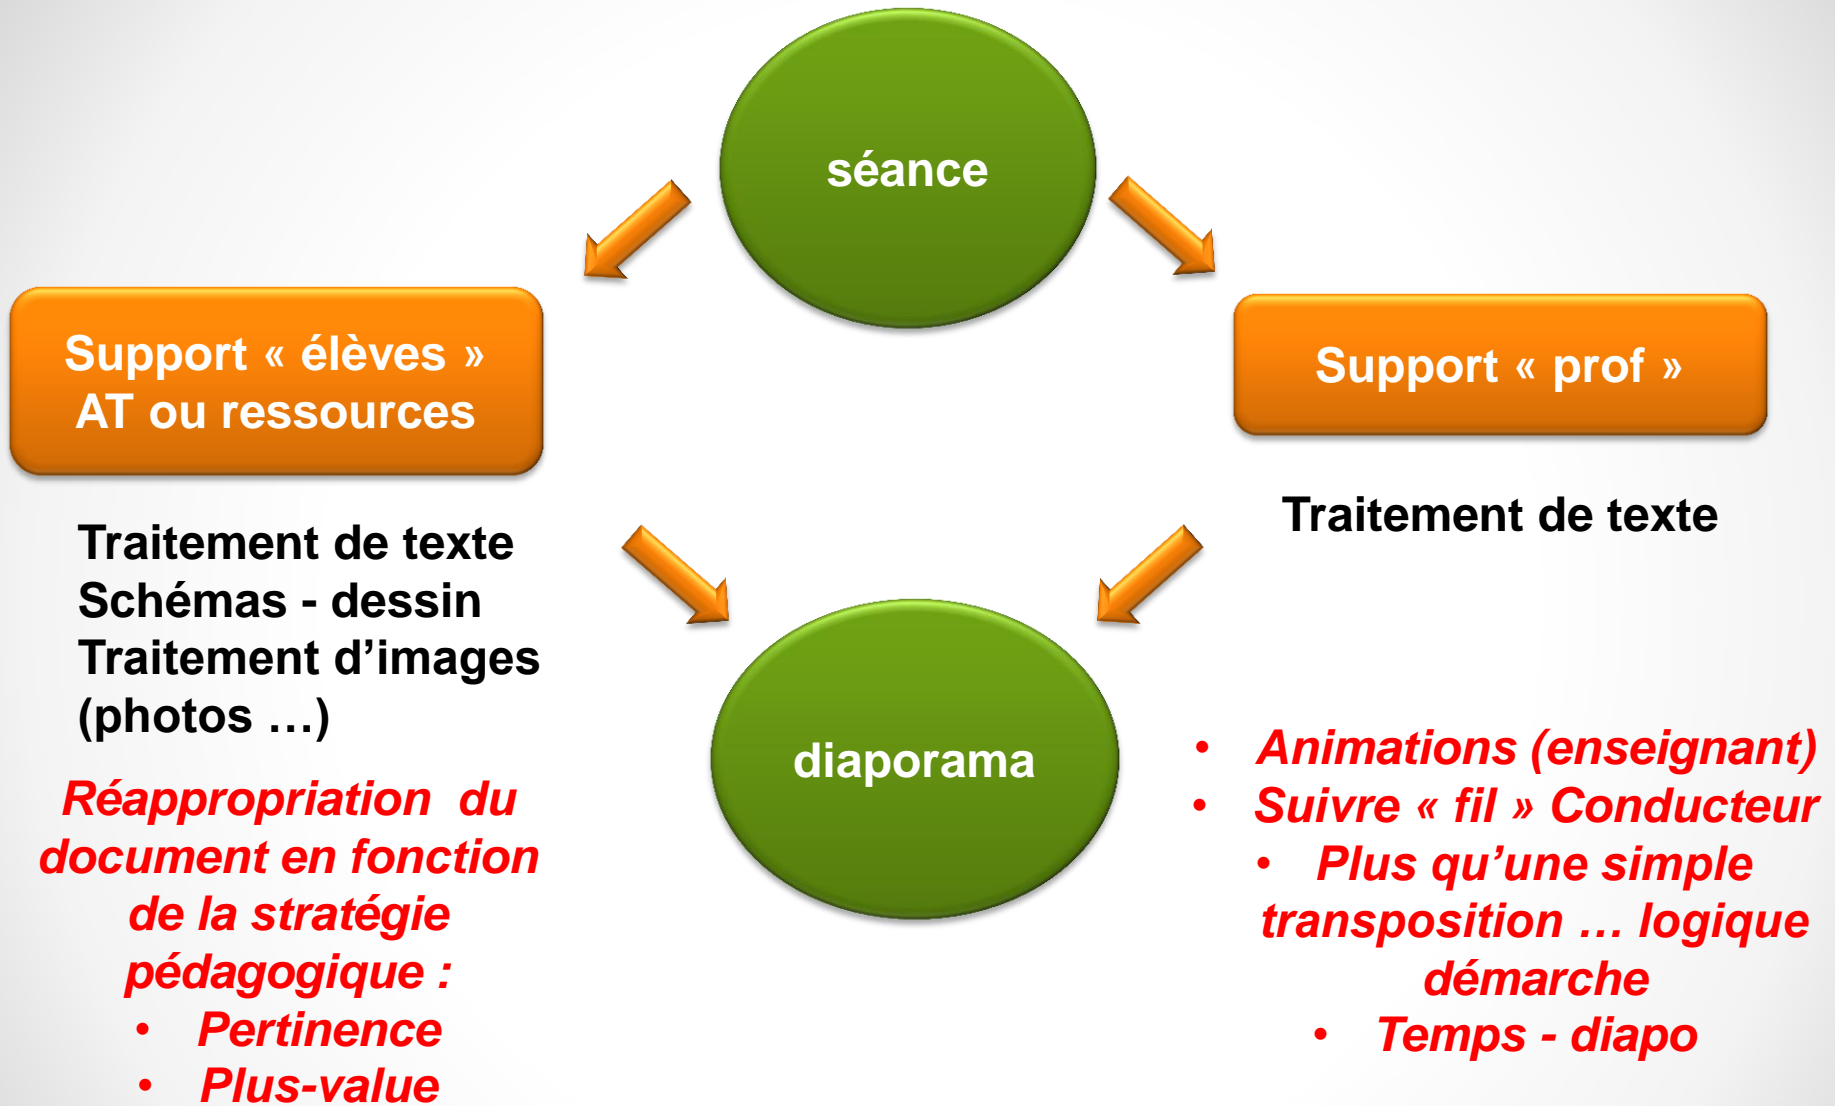 séance
Support « élèves »
AT ou ressources
Support « prof »
Traitement de texte
Schémas - dessin
Traitement d’images
(photos …)
Traitement de texte
diaporama
Réappropriation du
document en fonction
de la stratégie
pédagogique :
• Pertinence
• Plus-value
• Animations (enseignant)
• Suivre « fil » Conducteur
• Plus qu’une simple
transposition … logique
démarche
• Temps - diapo